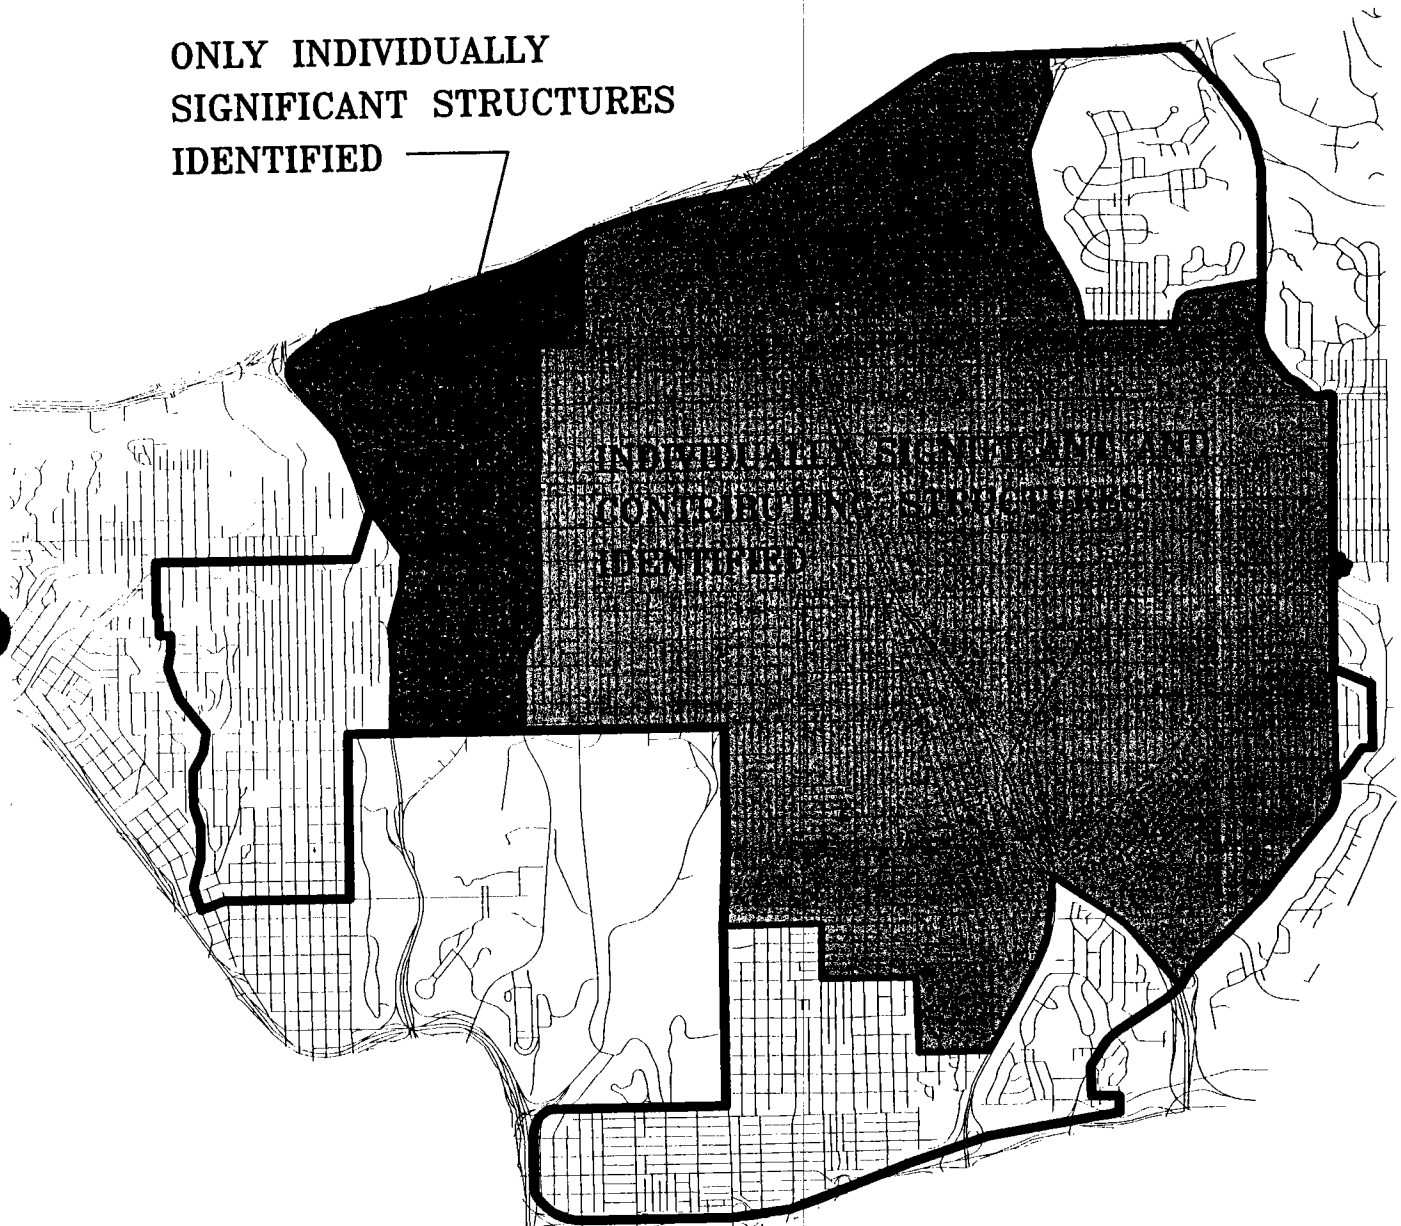 ONLY INDIVIDUALLY
SIGNIFICANT STRUCTURES
IDENTIFIED
INDIVIDUALLY SIGNIFICANT AND
CONTRIBUTING STRUCTURES
IDENTIFIED